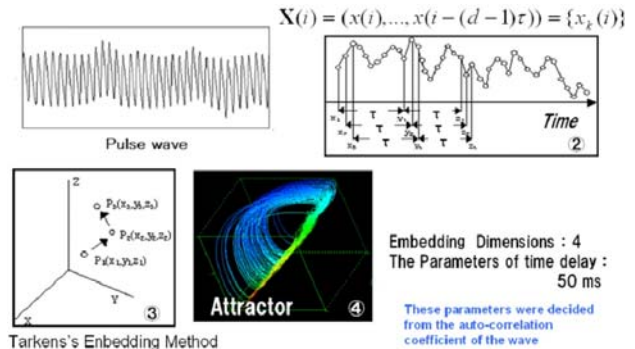 X(i) = (x(i),...,x(i-(d-1)τ)) = {x_k(i)}
Pulse wave
τ τ
τ τ
τ τ
Time
②
Z
P₃(x₃,y₃,z₃)
P₂(x₂,y₂,z₂)
P₁(x₁,y₁,z₁)
Y
X
③
Attractor
④
Embedding Dimensions : 4
The Parameters of time delay :
50 ms
These parameters were decided
from the auto-correlation
coefficient of the wave
Tarkens's Enbedding Method